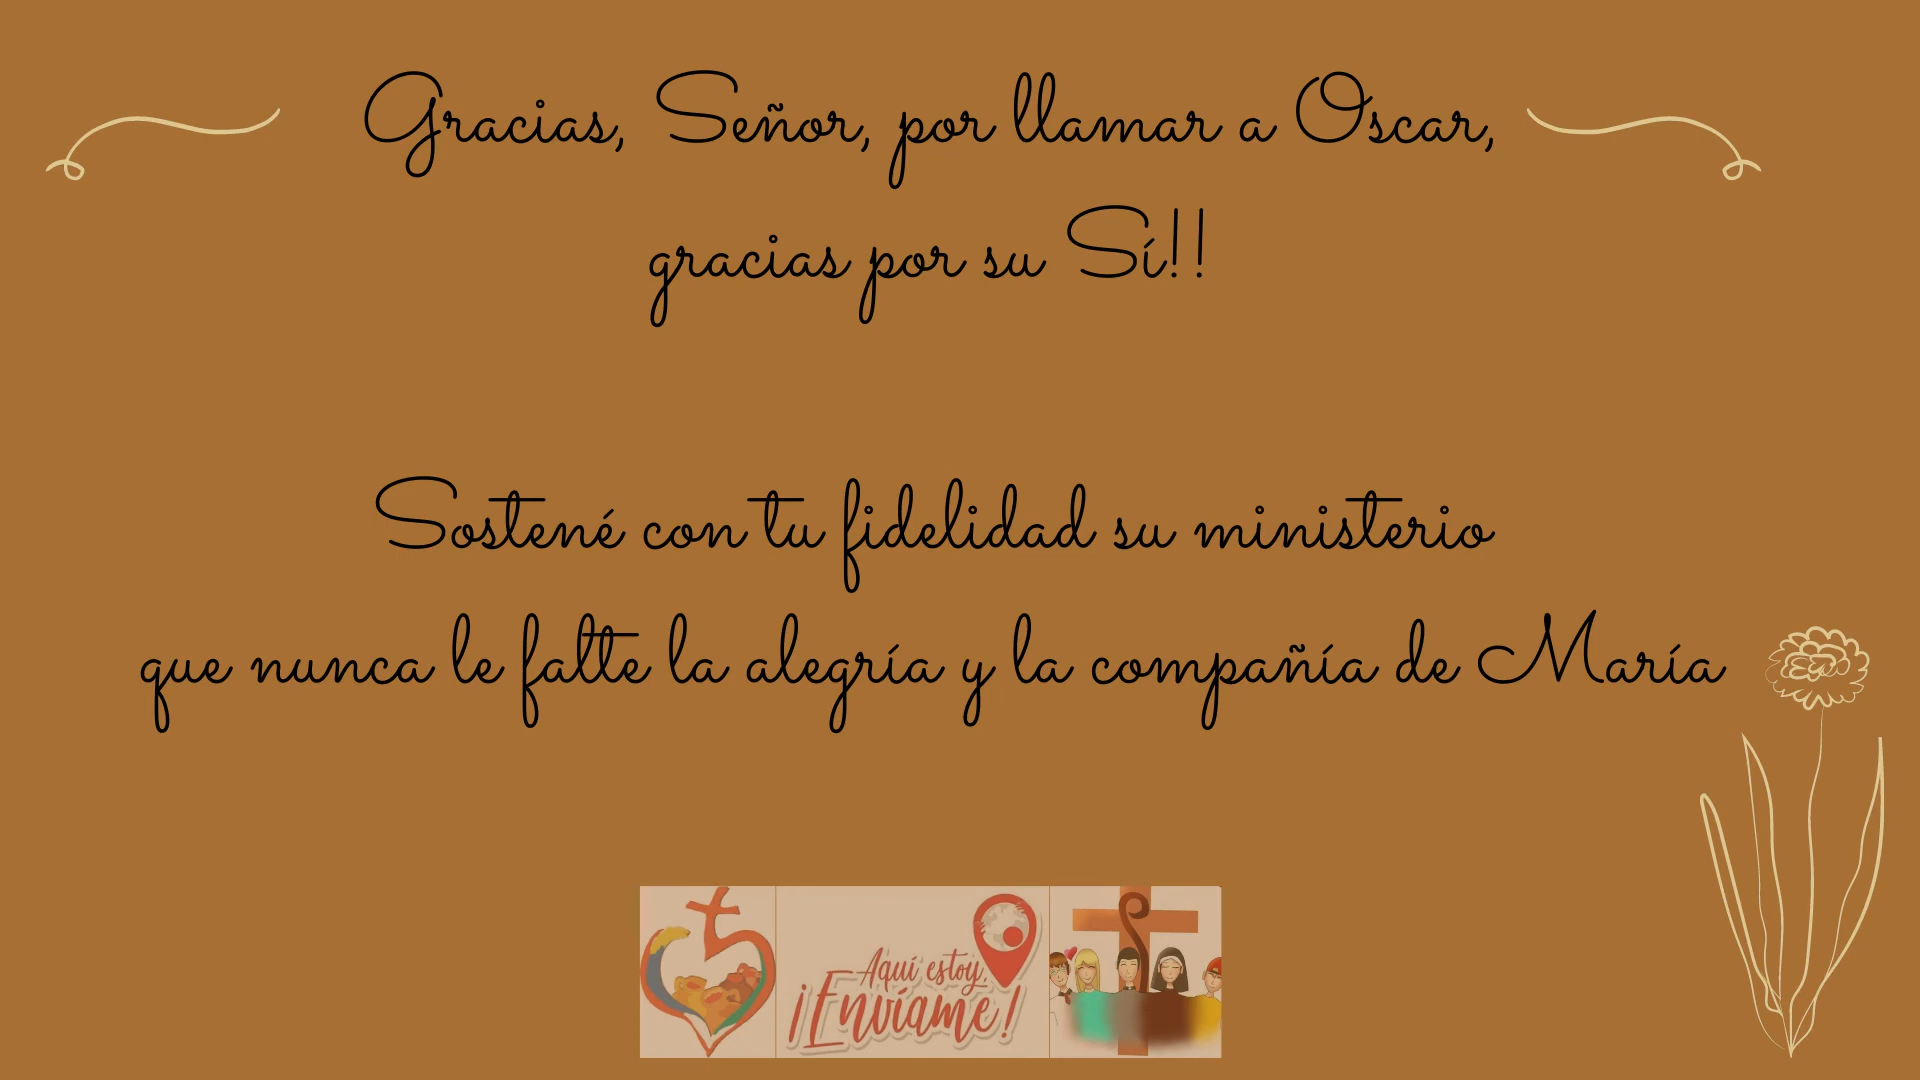 Gracias, Señor, por llamar a Oscar,
gracias por su Sí!!
Sostené con tu fidelidad su ministerio
que nunca le falte la alegría y la compañía de María
Aquí estoy,
¡Envíame!